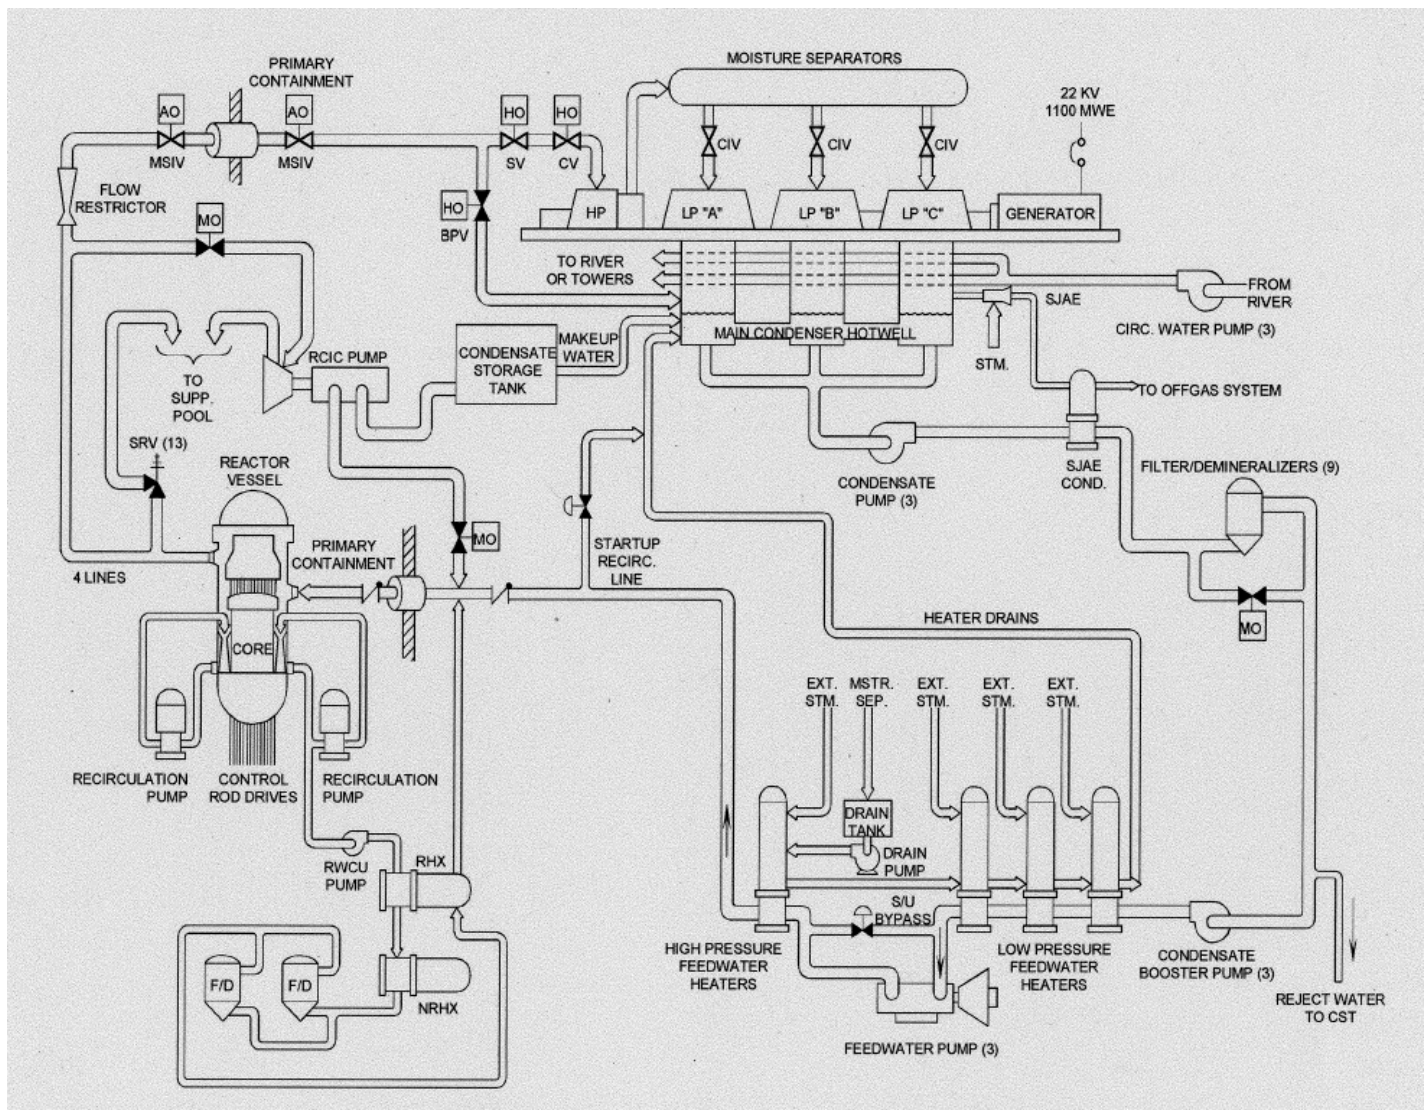 MOISTURE SEPARATORS
PRIMARY
CONTAINMENT
22 KV
1100 MWE
AO
AO
HO
HO
MSIV
MSIV
SV
CV
CIV
CIV
CIV
FLOW
RESTRICTOR
MO
HO
BPV
HP
LP "A"
LP "B"
LP "C"
GENERATOR
TO RIVER
OR TOWERS
FROM
RIVER
SJAE
CIRC. WATER PUMP (3)
MAIN CONDENSER HOTWELL
MAKEUP
WATER
STM.
CONDENSATE
STORAGE
TANK
RCIC PUMP
TO
SUPP.
POOL
TO OFFGAS SYSTEM
SRV (13)
REACTOR
VESSEL
CONDENSATE
PUMP (3)
SJAE
COND.
FILTER/DEMINERALIZERS (9)
MO
PRIMARY
CONTAINMENT
STARTUP
RECIRC.
LINE
4 LINES
HEATER DRAINS
MO
CORE
EXT.
STM.
MSTR.
SEP.
EXT.
STM.
EXT.
STM.
EXT.
STM.
RECIRCULATION
PUMP
CONTROL
ROD DRIVES
RECIRCULATION
PUMP
DRAIN
TANK
DRAIN
PUMP
RWCU
PUMP
RHX
S/U
BYPASS
HIGH PRESSURE
FEEDWATER
HEATERS
LOW PRESSURE
FEEDWATER
HEATERS
CONDENSATE
BOOSTER PUMP (3)
F/D
F/D
NRHX
REJECT WATER
TO CST
FEEDWATER PUMP (3)